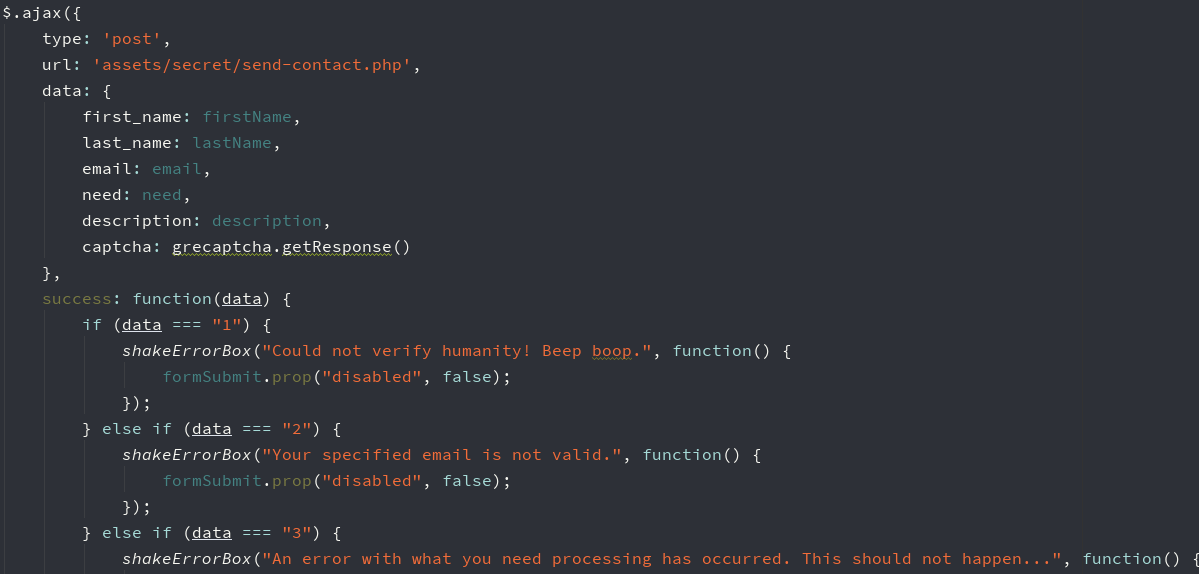 $.ajax({
    type: 'post',
    url: 'assets/secret/send-contact.php',
    data: {
        first_name: firstName,
        last_name: lastName,
        email: email,
        need: need,
        description: description,
        captcha: grecaptcha.getResponse()
    },
    success: function(data) {
        if (data === "1") {
            shakeErrorBox("Could not verify humanity! Beep boop.", function() {
                formSubmit.prop("disabled", false);
            });
        } else if (data === "2") {
            shakeErrorBox("Your specified email is not valid.", function() {
                formSubmit.prop("disabled", false);
            });
        } else if (data === "3") {
            shakeErrorBox("An error with what you need processing has occurred. This should not happen...", function() {